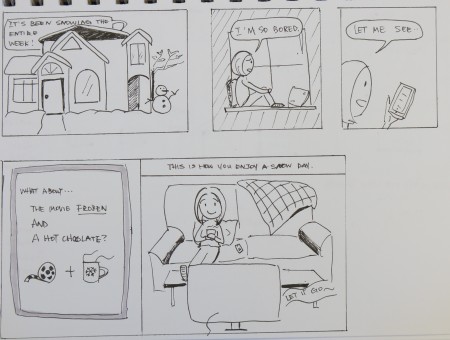 IT'S BEEN SNOWING THE
ENTIRE
WEEK!
I'M SO BORED.
LET ME SEE...
WHAT ABOUT...
THE MOVIE FROZEN
AND
A HOT CHOCLATE?
THIS IS HOW YOU ENJOY A SNOW DAY.
LET IT GO~